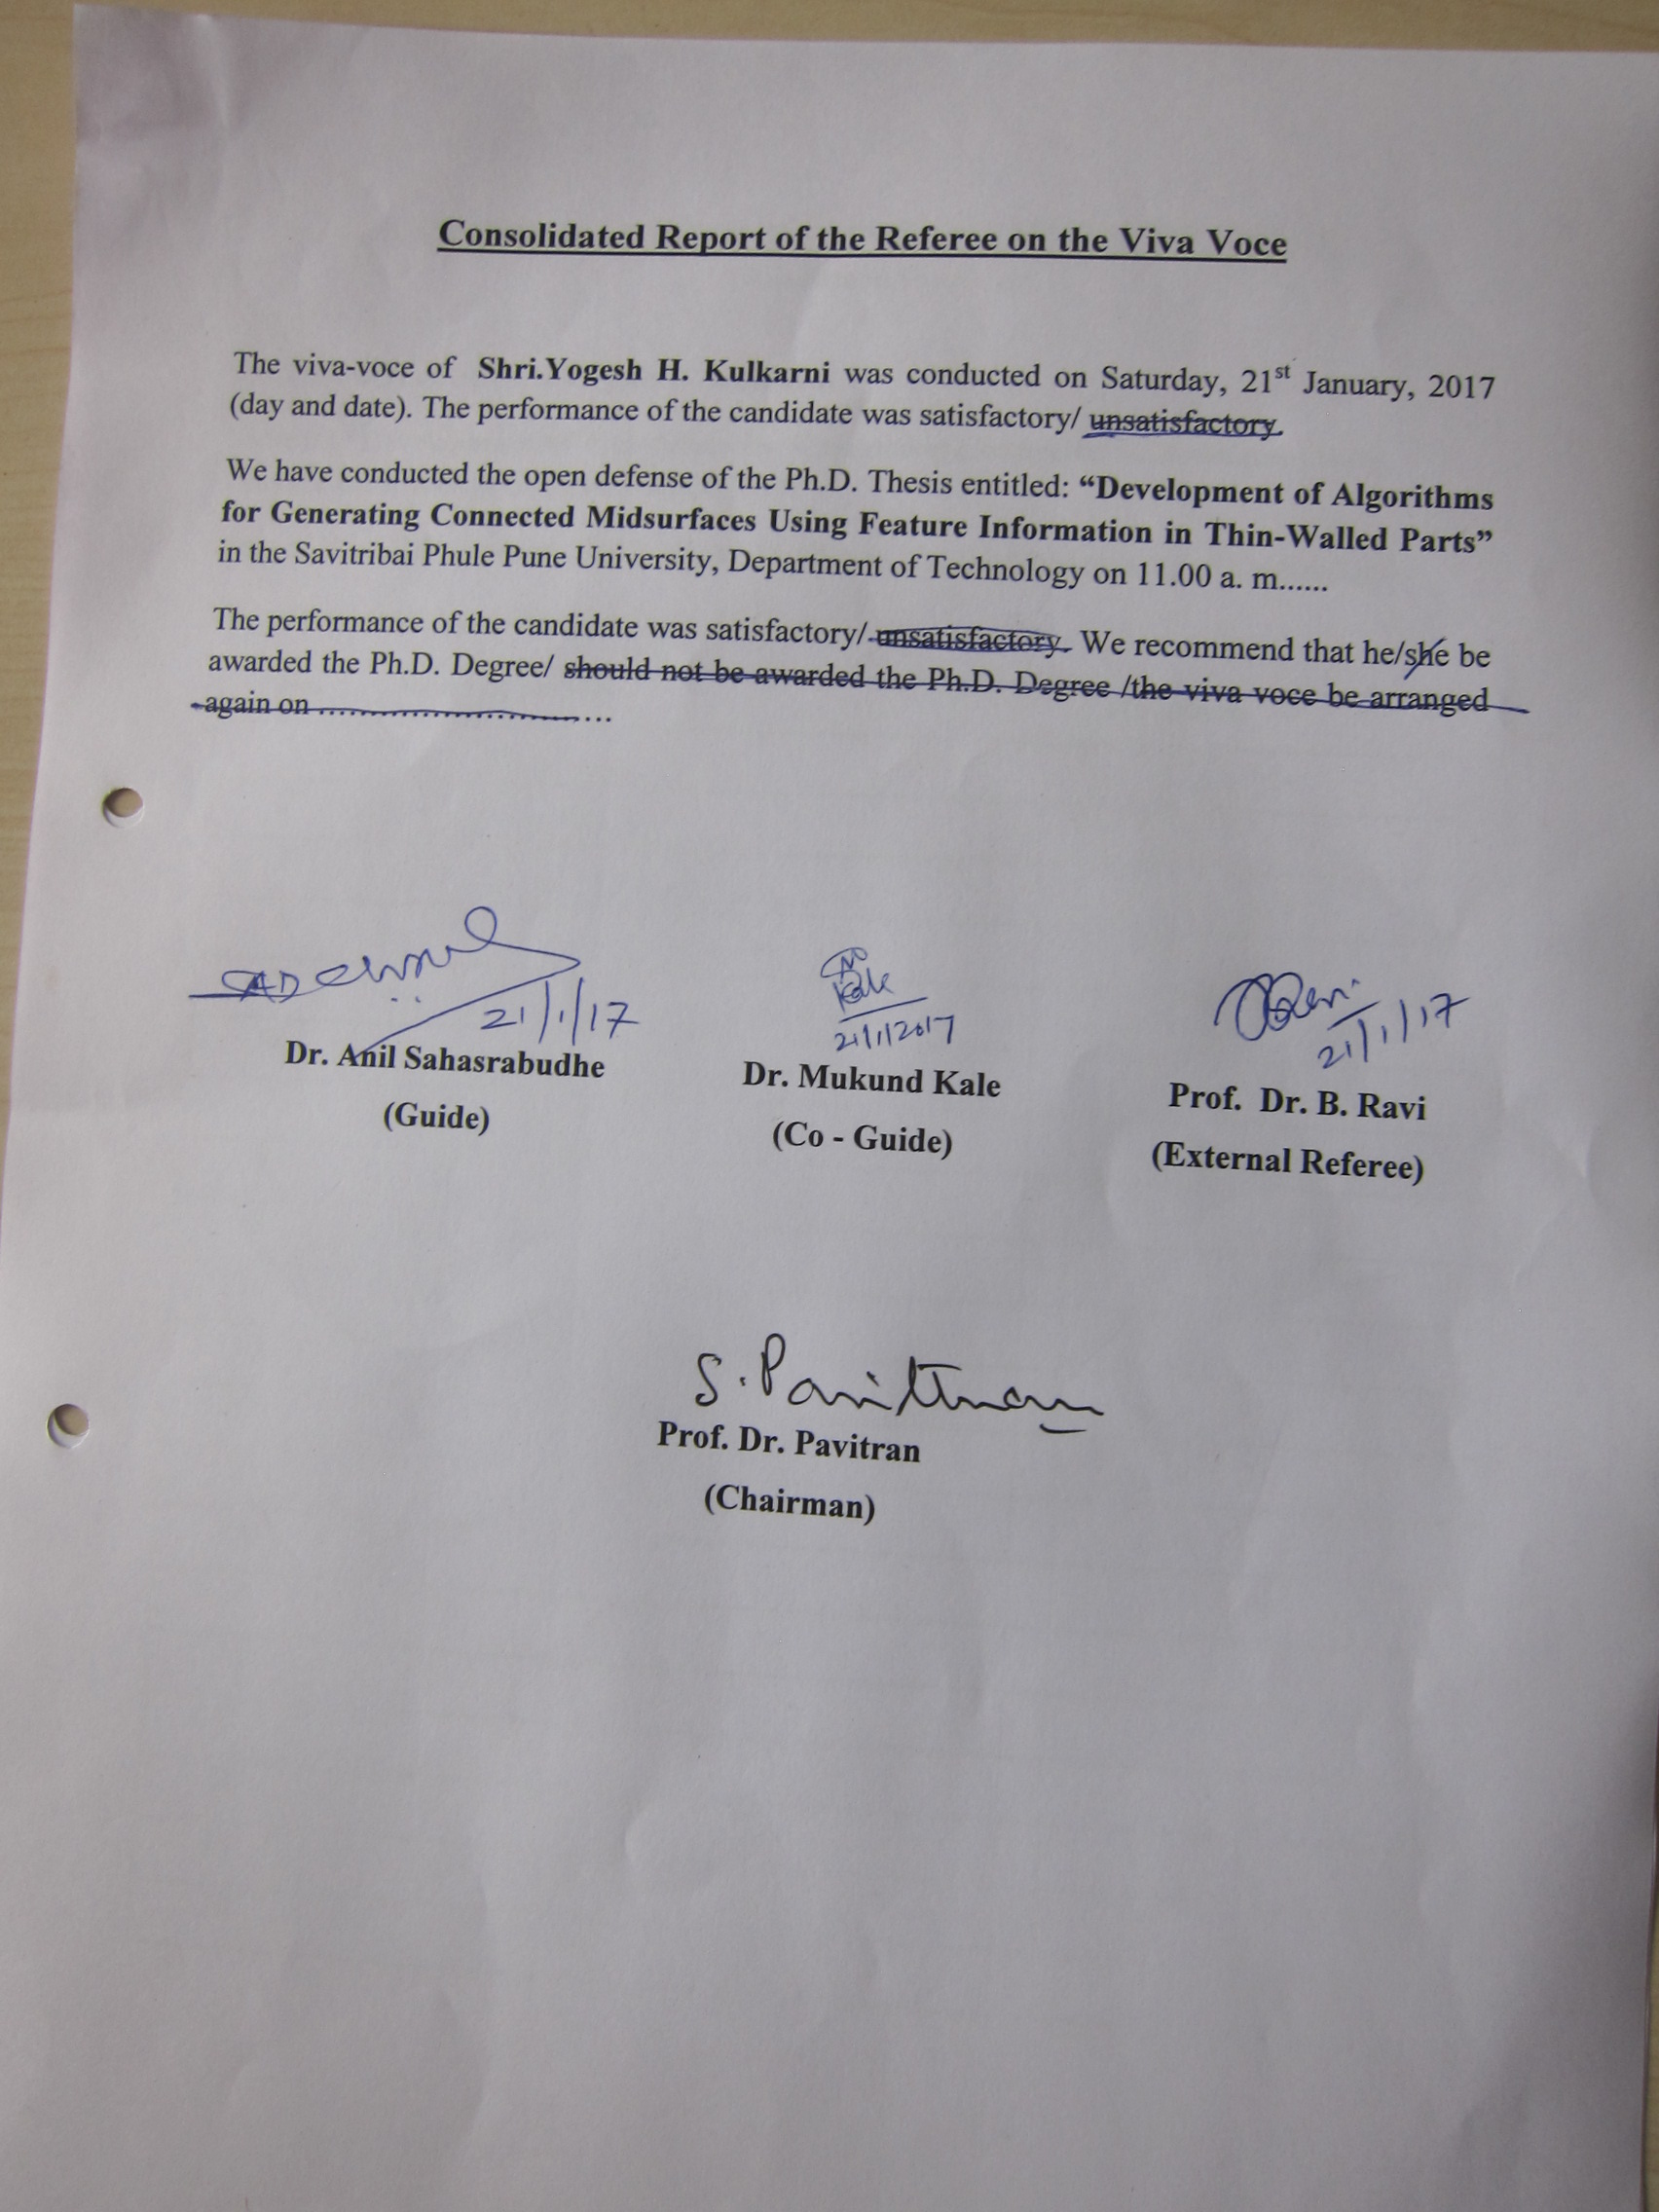 Consolidated Report of the Referee on the Viva Voce
The viva-voce of Shri.Yogesh H. Kulkarni was conducted on Saturday, 21st January, 2017
(day and date). The performance of the candidate was satisfactory/ unsatisfactory.
We have conducted the open defense of the Ph.D. Thesis entitled: “Development of Algorithms
for Generating Connected Midsurfaces Using Feature Information in Thin-Walled Parts”
in the Savitribai Phule Pune University, Department of Technology on 11.00 a. m......
The performance of the candidate was satisfactory/ unsatisfactory. We recommend that he/she be
awarded the Ph.D. Degree/ should not be awarded the Ph.D. Degree /the viva voce be arranged
again on ......................................
21/1/17
Dr. Anil Sahasrabudhe
(Guide)
Kale
21/1/2017
Dr. Mukund Kale
(Co - Guide)
Ravi
21/1/17
Prof. Dr. B. Ravi
(External Referee)
S. Pavitran
Prof. Dr. Pavitran
(Chairman)